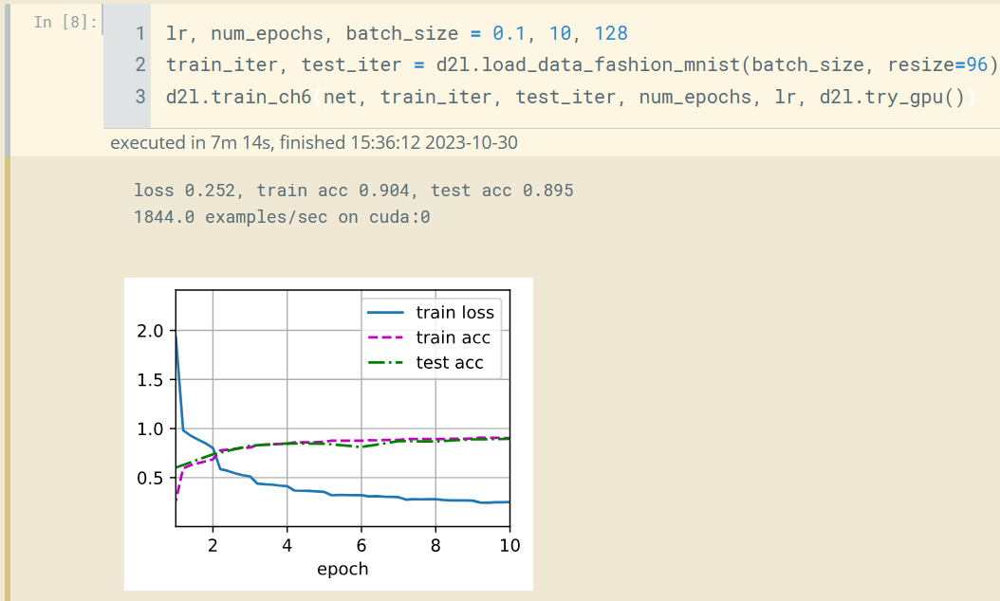 In [8]:
1 lr, num_epochs, batch_size = 0.1, 10, 128
2 train_iter, test_iter = d2l.load_data_fashion_mnist(batch_size, resize=96)
3 d2l.train_ch6(net, train_iter, test_iter, num_epochs, lr, d2l.try_gpu())
executed in 7m 14s, finished 15:36:12 2023-10-30
loss 0.252, train acc 0.904, test acc 0.895
1844.0 examples/sec on cuda:0
train loss
train acc
test acc
2.0
1.5
1.0
0.5
2 4 6 8 10
epoch